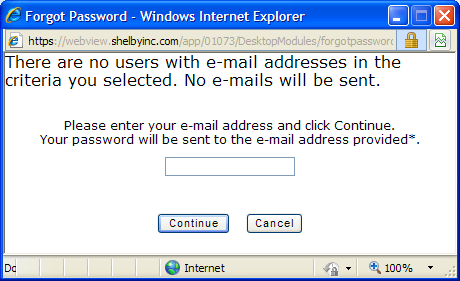 Forgot Password - Windows Internet Explorer
https://webview.shelbyinc.com/app/01073/DesktopModules/forgotpassword
There are no users with e-mail addresses in the
criteria you selected. No e-mails will be sent.
Please enter your e-mail address and click Continue.
Your password will be sent to the e-mail address provided*.
Continue Cancel
Internet 100%